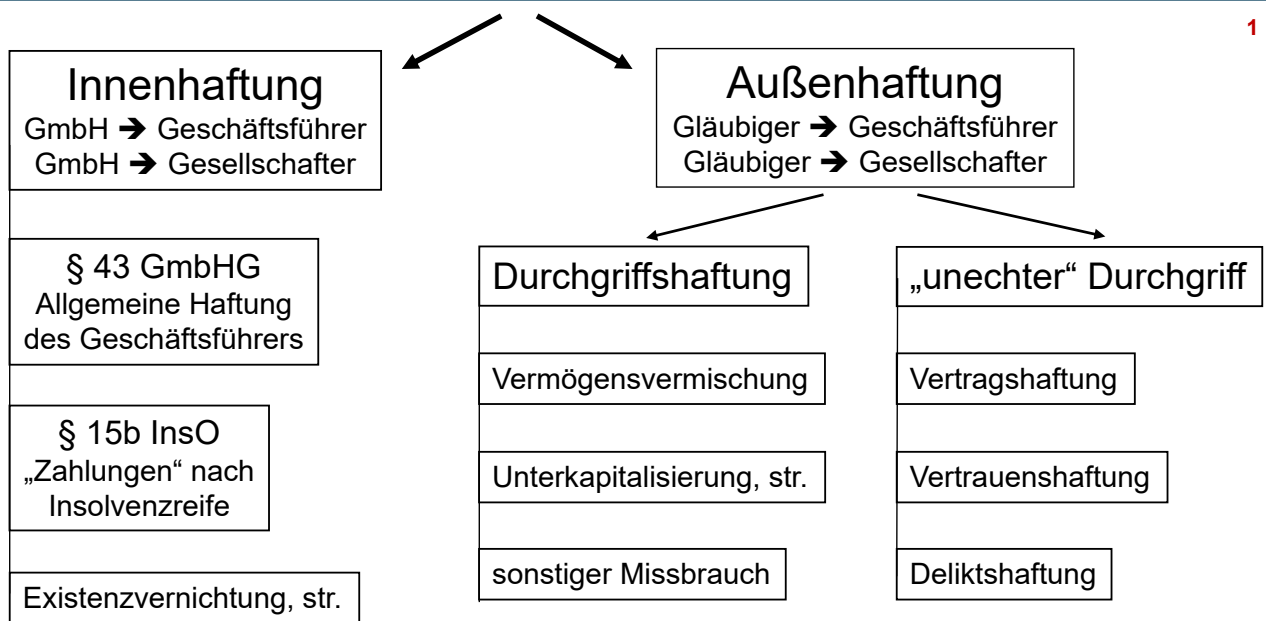 1
Innenhaftung
GmbH ➔ Geschäftsführer
GmbH ➔ Gesellschafter
§ 43 GmbHG
Allgemeine Haftung
des Geschäftsführers
§ 15b InsO
„Zahlungen“ nach
Insolvenzreife
Existenzvernichtung, str.
Außenhaftung
Gläubiger ➔ Geschäftsführer
Gläubiger ➔ Gesellschafter
Durchgriffshaftung
Vermögensvermischung
Unterkapitalisierung, str.
sonstiger Missbrauch
„unechter“ Durchgriff
Vertragshaftung
Vertrauenshaftung
Deliktshaftung